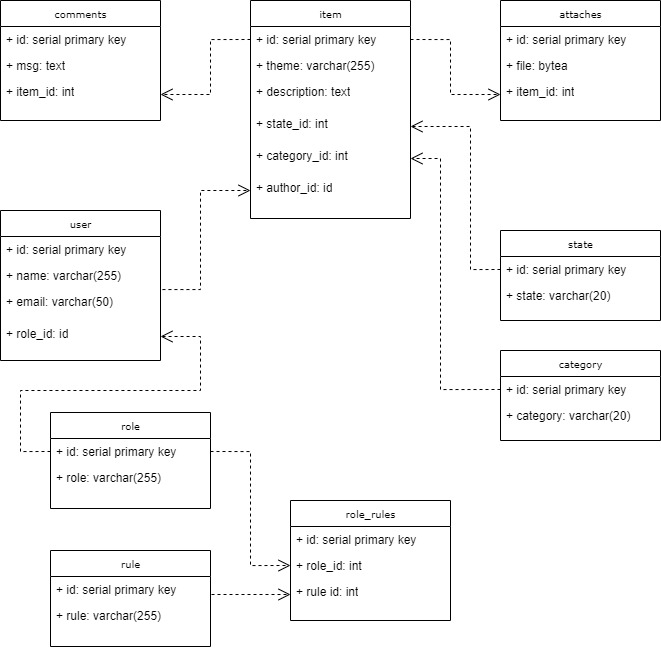 comments
+ id: serial primary key
+ msg: text
+ item_id: int
item
+ id: serial primary key
+ theme: varchar(255)
+ description: text
+ state_id: int
+ category_id: int
+ author_id: id
attaches
+ id: serial primary key
+ file: bytea
+ item_id: int
user
+ id: serial primary key
+ name: varchar(255)
+ email: varchar(50)
+ role_id: id
state
+ id: serial primary key
+ state: varchar(20)
category
+ id: serial primary key
+ category: varchar(20)
role
+ id: serial primary key
+ role: varchar(255)
role_rules
+ id: serial primary key
+ role_id: int
+ rule id: int
rule
+ id: serial primary key
+ rule: varchar(255)